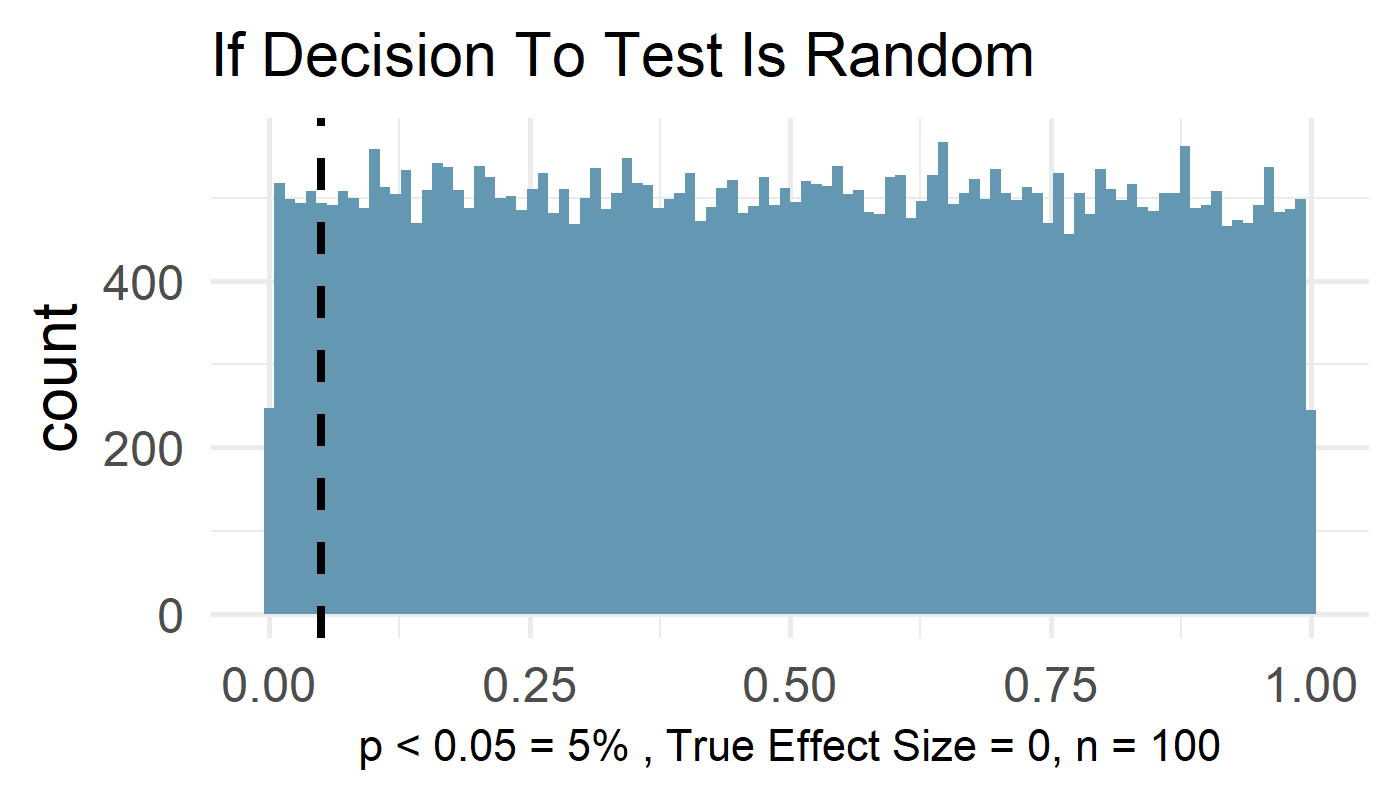 If Decision To Test Is Random
count
400
200
0
0.00 0.25 0.50 0.75 1.00
p < 0.05 = 5% , True Effect Size = 0, n = 100